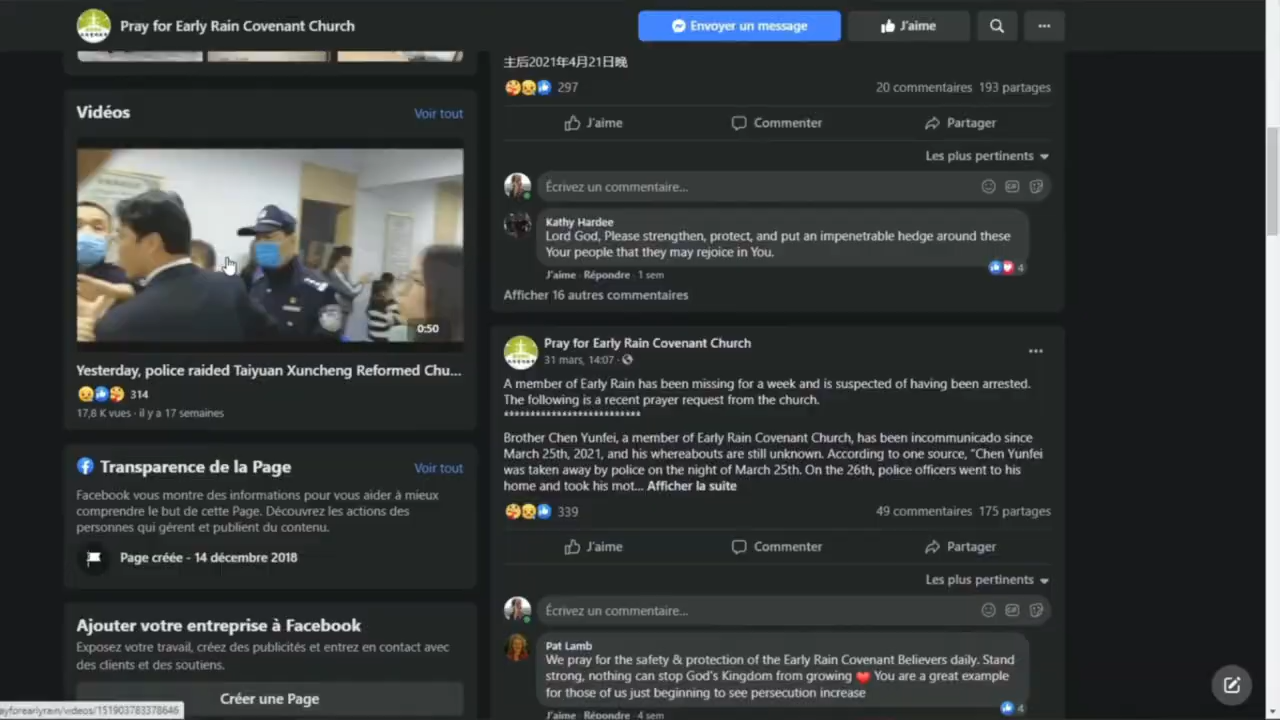 Pray for Early Rain Covenant Church
Envoyer un message
J'aime
Vidéos
Voir tout
0:50
Yesterday, police raided Taiyuan Xuncheng Reformed Chu...
314
17,8 K vues · il y a 17 semaines
Transparence de la Page
Voir tout
Facebook vous montre des informations pour vous aider à mieux
comprendre le but de cette Page. Découvrez les actions des
personnes qui gèrent et publient du contenu.
Page créée - 14 décembre 2018
Ajouter votre entreprise à Facebook
Exposez votre travail, créez des publicités et entrez en contact avec
des clients et des soutiens.
Créer une Page
ayforearlyrain/videos/151903783378646
主后2021年4月21日晚
297
20 commentaires 193 partages
J'aime
Commenter
Partager
Les plus pertinents
Écrivez un commentaire...
Kathy Hardee
Lord God, Please strengthen, protect, and put an impenetrable hedge around these
Your people that they may rejoice in You.
4
J'aime · Répondre · 1 sem
Afficher 16 autres commentaires
Pray for Early Rain Covenant Church
31 mars, 14:07 ·
A member of Early Rain has been missing for a week and is suspected of having been arrested.
The following is a recent prayer request from the church.
**************************
Brother Chen Yunfei, a member of Early Rain Covenant Church, has been incommunicado since
March 25th, 2021, and his whereabouts are still unknown. According to one source, "Chen Yunfei
was taken away by police on the night of March 25th. On the 26th, police officers went to his
home and took his mot... Afficher la suite
339
49 commentaires 175 partages
J'aime
Commenter
Partager
Les plus pertinents
Écrivez un commentaire...
Pat Lamb
We pray for the safety & protection of the Early Rain Covenant Believers daily. Stand
strong, nothing can stop God's Kingdom from growing ❤️ You are a great example
for those of us just beginning to see persecution increase
4
J'aime · Répondre · 4 sem